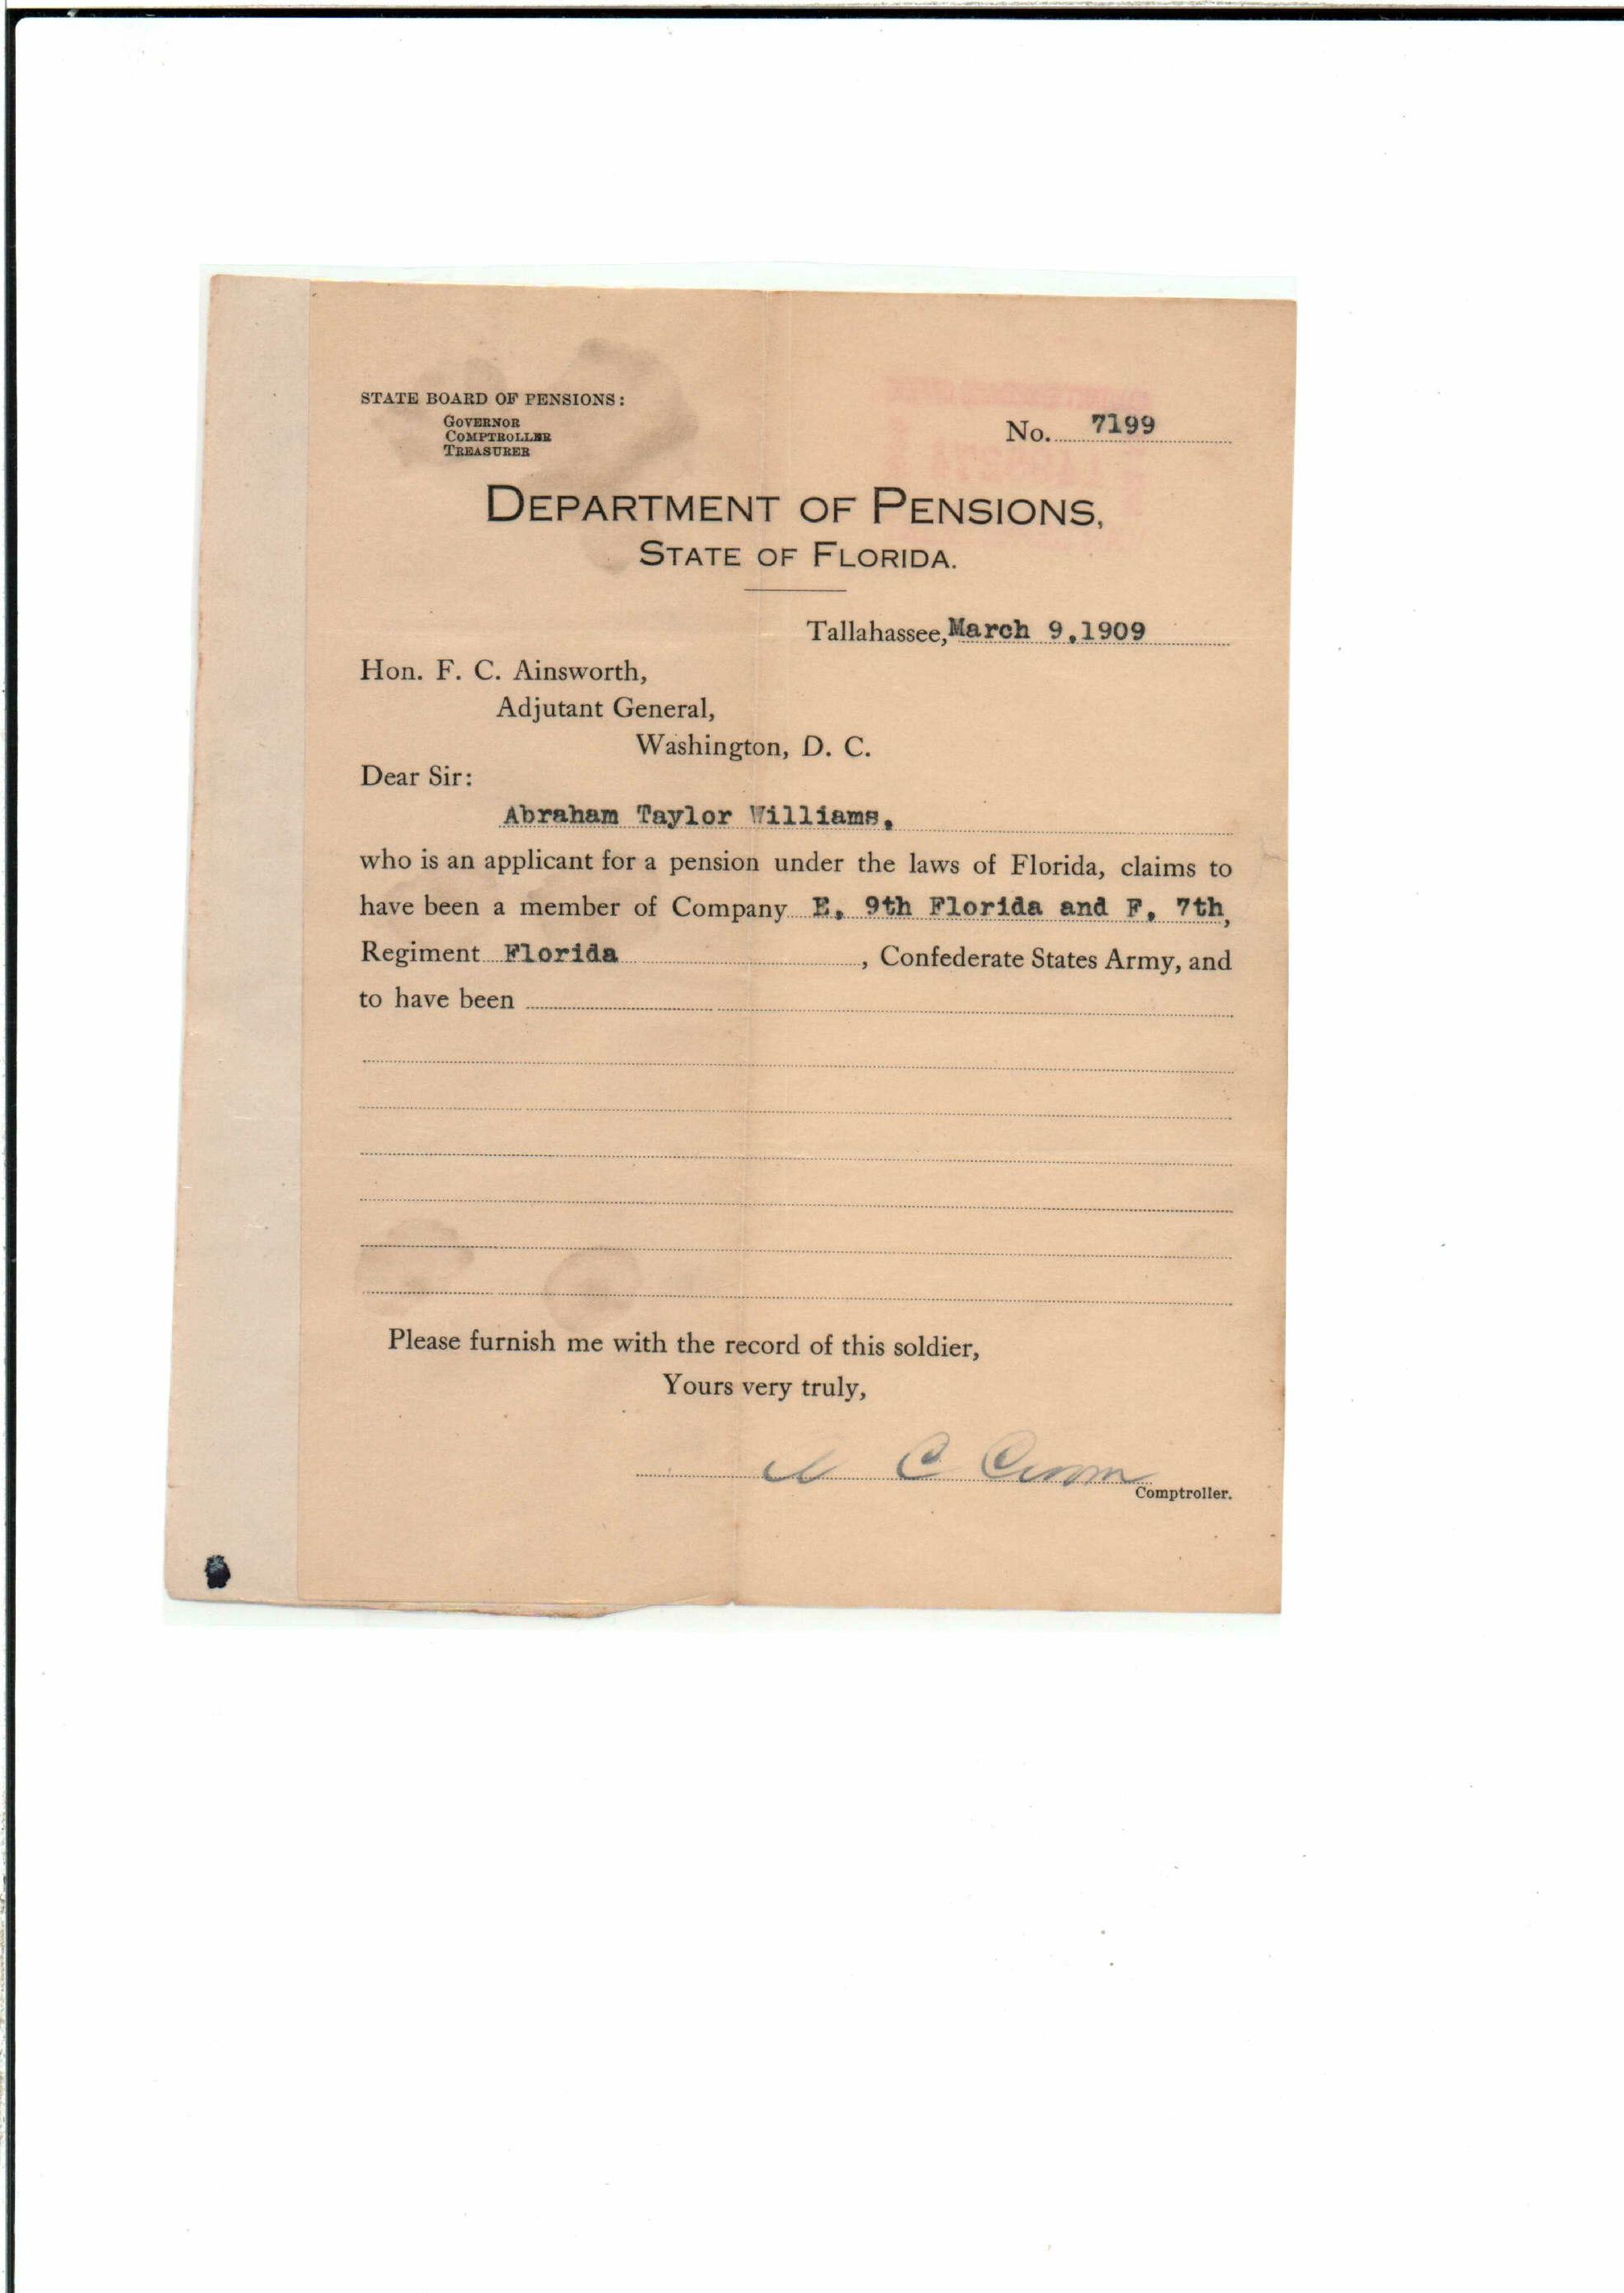 STATE BOARD OF PENSIONS:
GOVERNOR
COMPTROLLER
TREASURER
No. 7199
DEPARTMENT OF PENSIONS,
STATE OF FLORIDA.
Tallahassee, March 9, 1909
Hon. F. C. Ainsworth,
Adjutant General,
Washington, D. C.
Dear Sir:
Abraham Taylor Williams,
who is an applicant for a pension under the laws of Florida, claims to
have been a member of Company E, 9th Florida and F, 7th,
Regiment Florida, Confederate States Army, and
to have been
Please furnish me with the record of this soldier,
Yours very truly,
A C Croom
Comptroller.